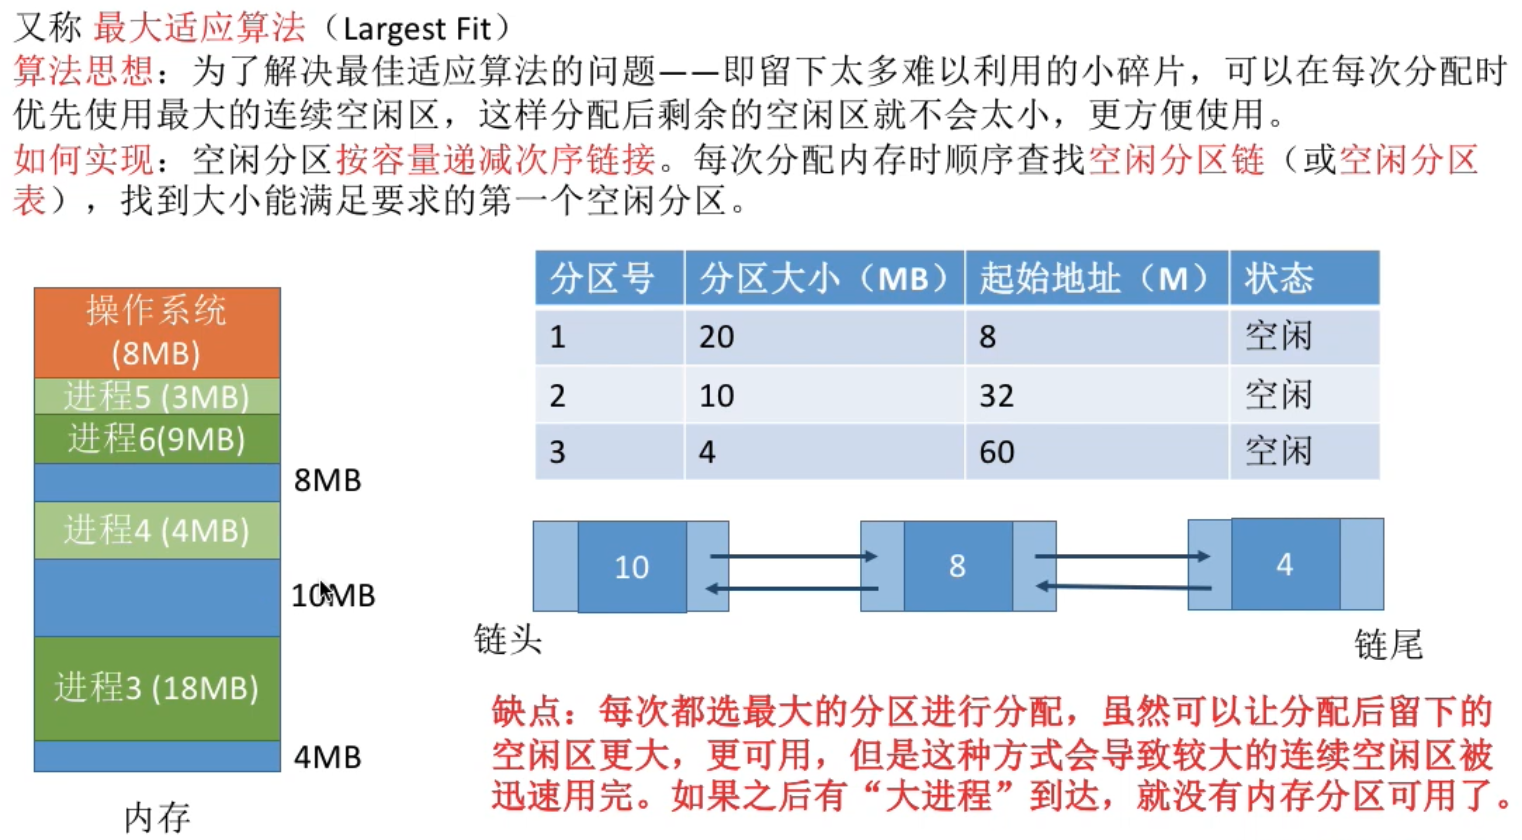 又称 最大适应算法（Largest Fit）
算法思想：为了解决最佳适应算法的问题——即留下太多难以利用的小碎片，可以在每次分配时
优先使用最大的连续空闲区，这样分配后剩余的空闲区就不会太小，更方便使用。
如何实现：空闲分区按容量递减次序链接。每次分配内存时顺序查找空闲分区链（或空闲分区
表），找到大小能满足要求的第一个空闲分区。
操作系统
(8MB)
进程5 (3MB)
进程6(9MB)
8MB
进程4 (4MB)
10MB
进程3 (18MB)
4MB
内存
分区号 分区大小（MB） 起始地址（M） 状态
1 20 8 空闲
2 10 32 空闲
3 4 60 空闲
10 8 4
链头 链尾
缺点：每次都选最大的分区进行分配，虽然可以让分配后留下的
空闲区更大，更可用，但是这种方式会导致较大的连续空闲区被
迅速用完。如果之后有“大进程”到达，就没有内存分区可用了。